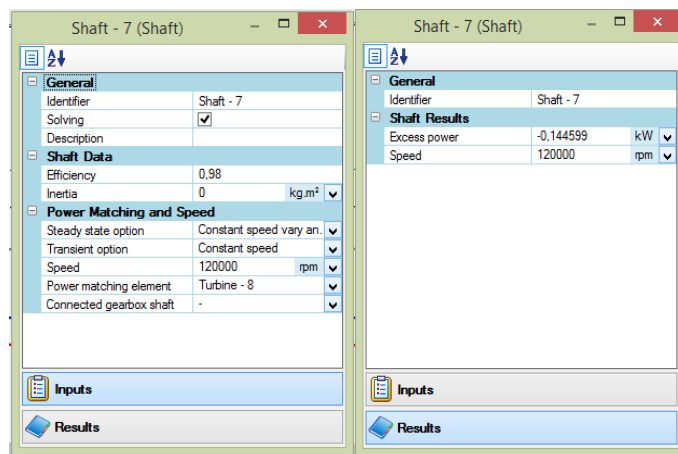 Shaft - 7 (Shaft)
General
Identifier Shaft - 7
Solving
Description
Shaft Data
Efficiency 0,98
Inertia 0 kg.m²
Power Matching and Speed
Steady state option Constant speed vary an.
Transient option Constant speed
Speed 120000 rpm
Power matching element Turbine - 8
Connected gearbox shaft -
Inputs
Results
Shaft - 7 (Shaft)
General
Identifier Shaft - 7
Shaft Results
Excess power -0,144599 kW
Speed 120000 rpm
Inputs
Results